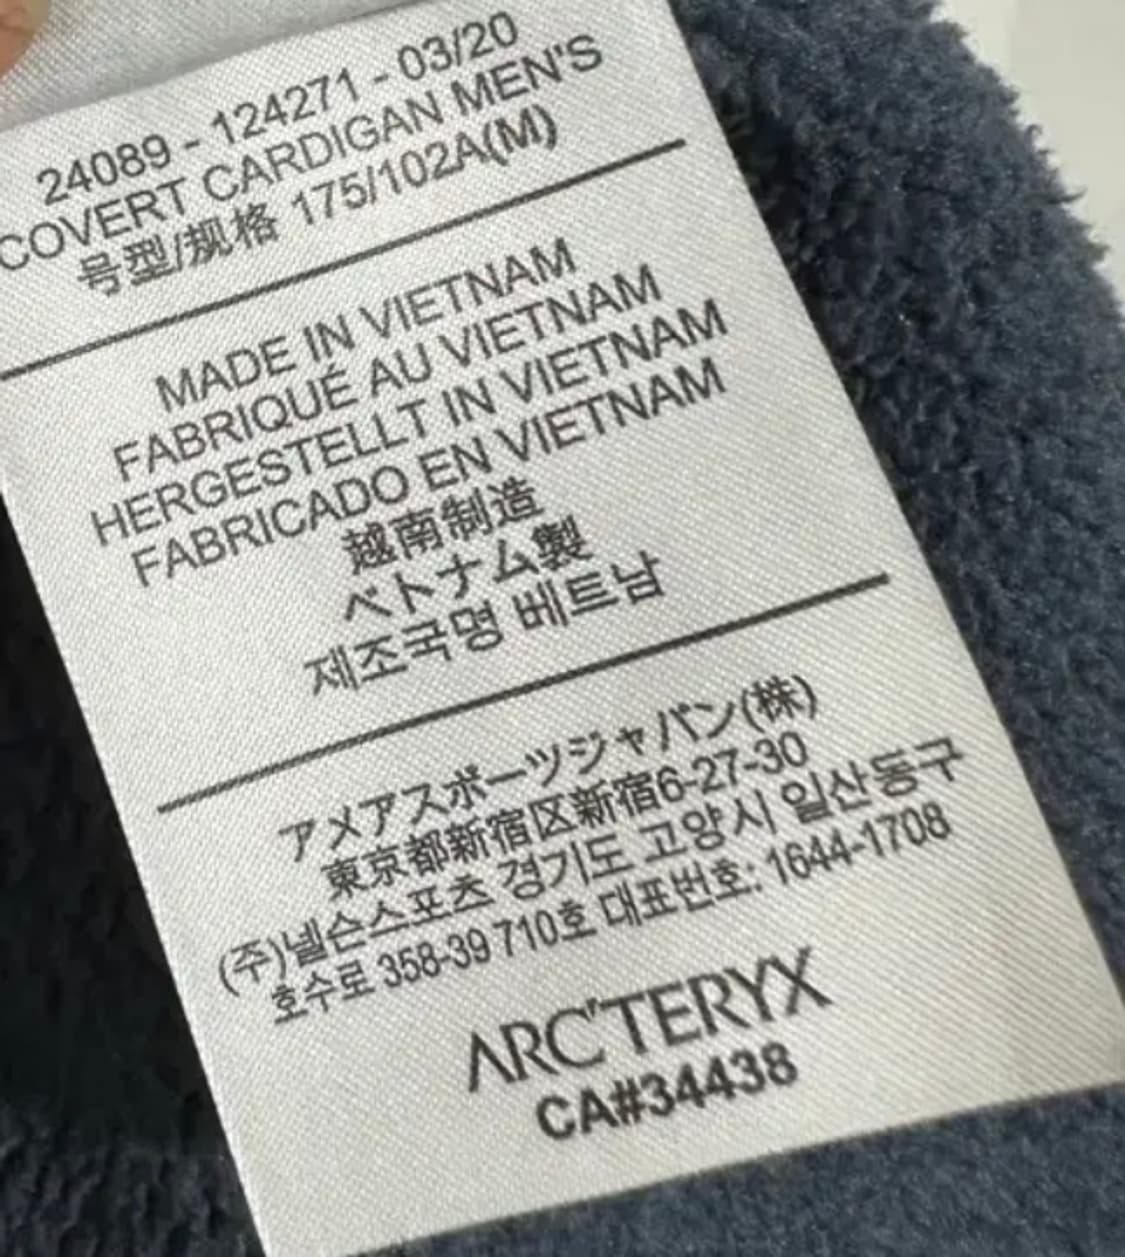 24089 - 124271 - 03/20
COVERT CARDIGAN MEN'S
号型/规格 175/102A(M)
MADE IN VIETNAM
FABRIQUÉ AU VIETNAM
HERGESTELLT IN VIETNAM
FABRICADO EN VIETNAM
越南制造
ベトナム製
제조국명 베트남
アメアスポーツジャパン(株)
東京都新宿区新宿6-27-30
(주)넬슨스포츠 경기도 고양시 일산동구
호수로 358-39 710호 대표번호: 1644-1708
ARC'TERYX
CA#34438